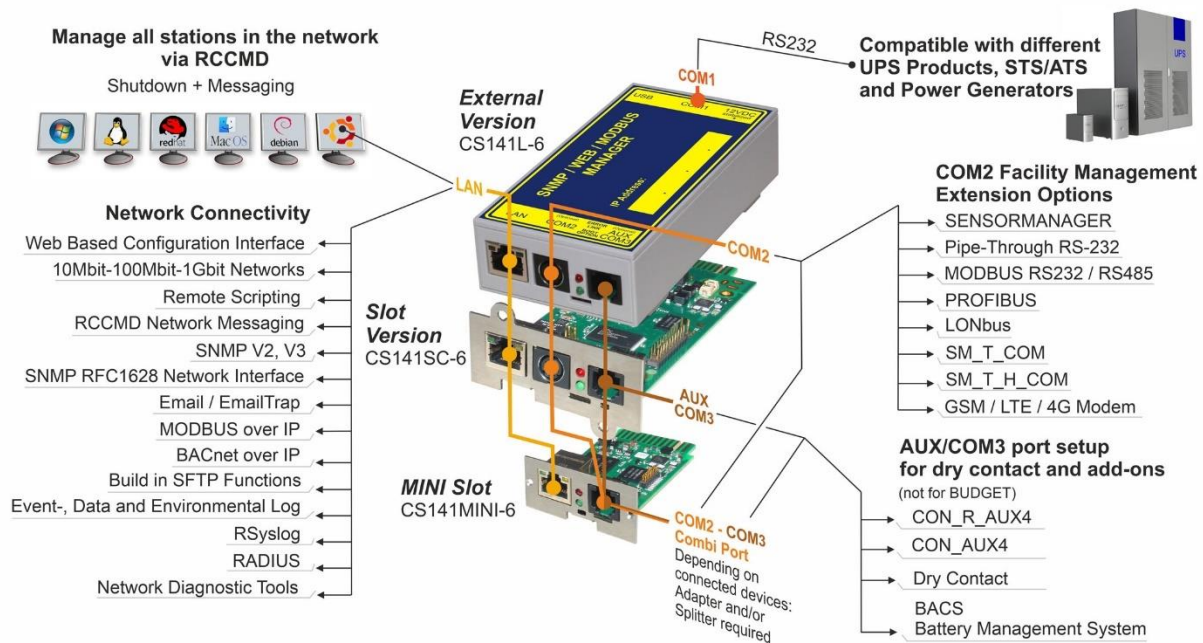 Manage all stations in the network
via RCCMD
Shutdown + Messaging
redhat
Mac OS
debian
RS232
COM1
Compatible with different
UPS Products, STS/ATS
and Power Generators
UPS
External
Version
CS141L-6
USB
COM1
12VDC
SNMP / WEB / MODBUS
MANAGER
IP Address:
LAN
COM2
AUX
COM3
LAN
COM2
Network Connectivity
Web Based Configuration Interface
10Mbit-100Mbit-1Gbit Networks
Remote Scripting
RCCMD Network Messaging
SNMP V2, V3
SNMP RFC1628 Network Interface
Email / EmailTrap
MODBUS over IP
BACnet over IP
Build in SFTP Functions
Event-, Data and Environmental Log
RSyslog
RADIUS
Network Diagnostic Tools
Slot
Version
CS141SC-6
AUX
COM3
MINI Slot
CS141MINI-6
COM2 - COM3
Combi Port
Depending on
connected devices:
Adapter and/or
Splitter required
COM2 Facility Management
Extension Options
SENSORMANAGER
Pipe-Through RS-232
MODBUS RS232 / RS485
PROFIBUS
LONbus
SM_T_COM
SM_T_H_COM
GSM / LTE / 4G Modem
AUX/COM3 port setup
for dry contact and add-ons
(not for BUDGET)
CON_R_AUX4
CON_AUX4
Dry Contact
BACS
Battery Management System